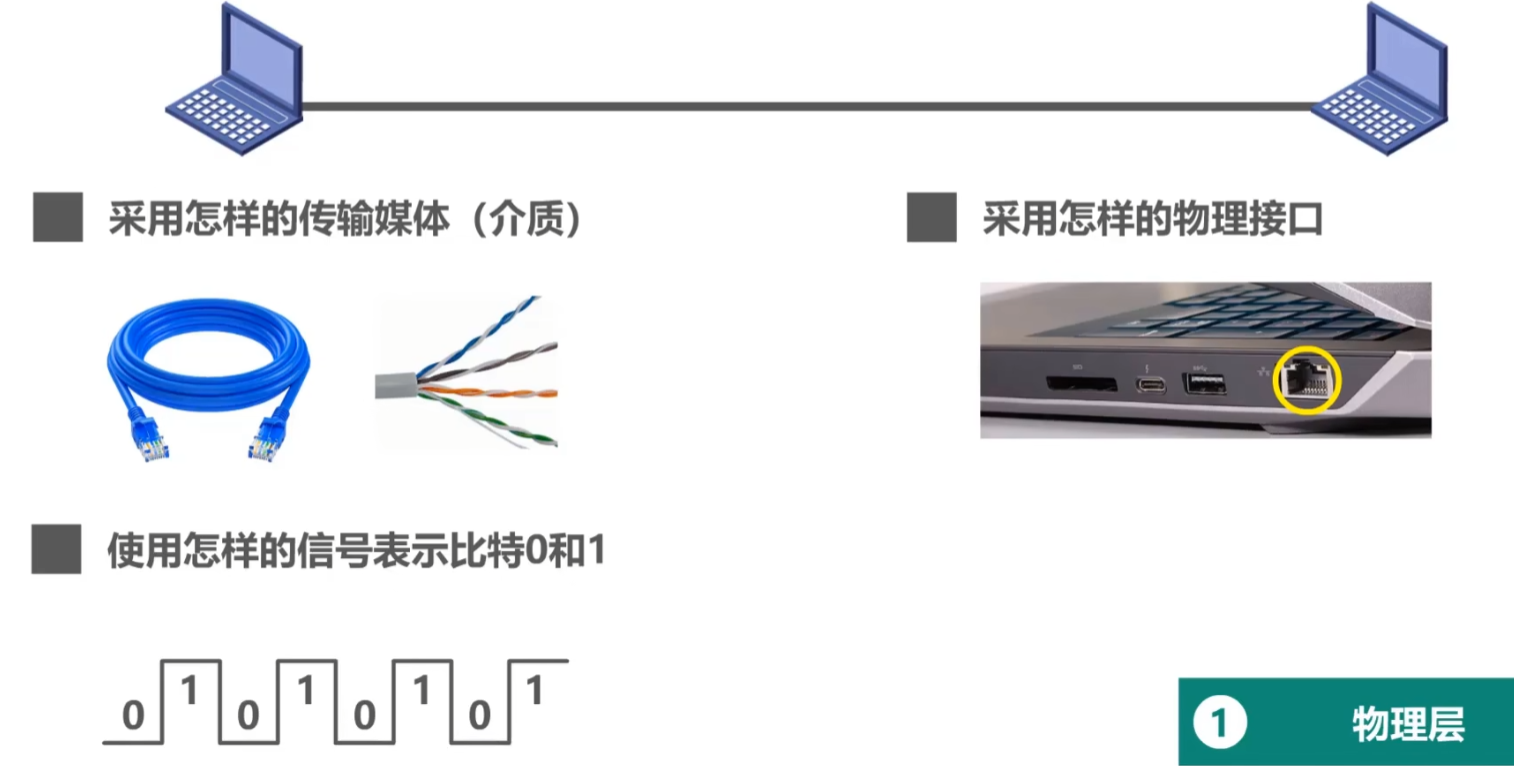 采用怎样的传输媒体（介质）
采用怎样的物理接口
使用怎样的信号表示比特0和1
0 1 0 1 0 1 0 1
1 物理层